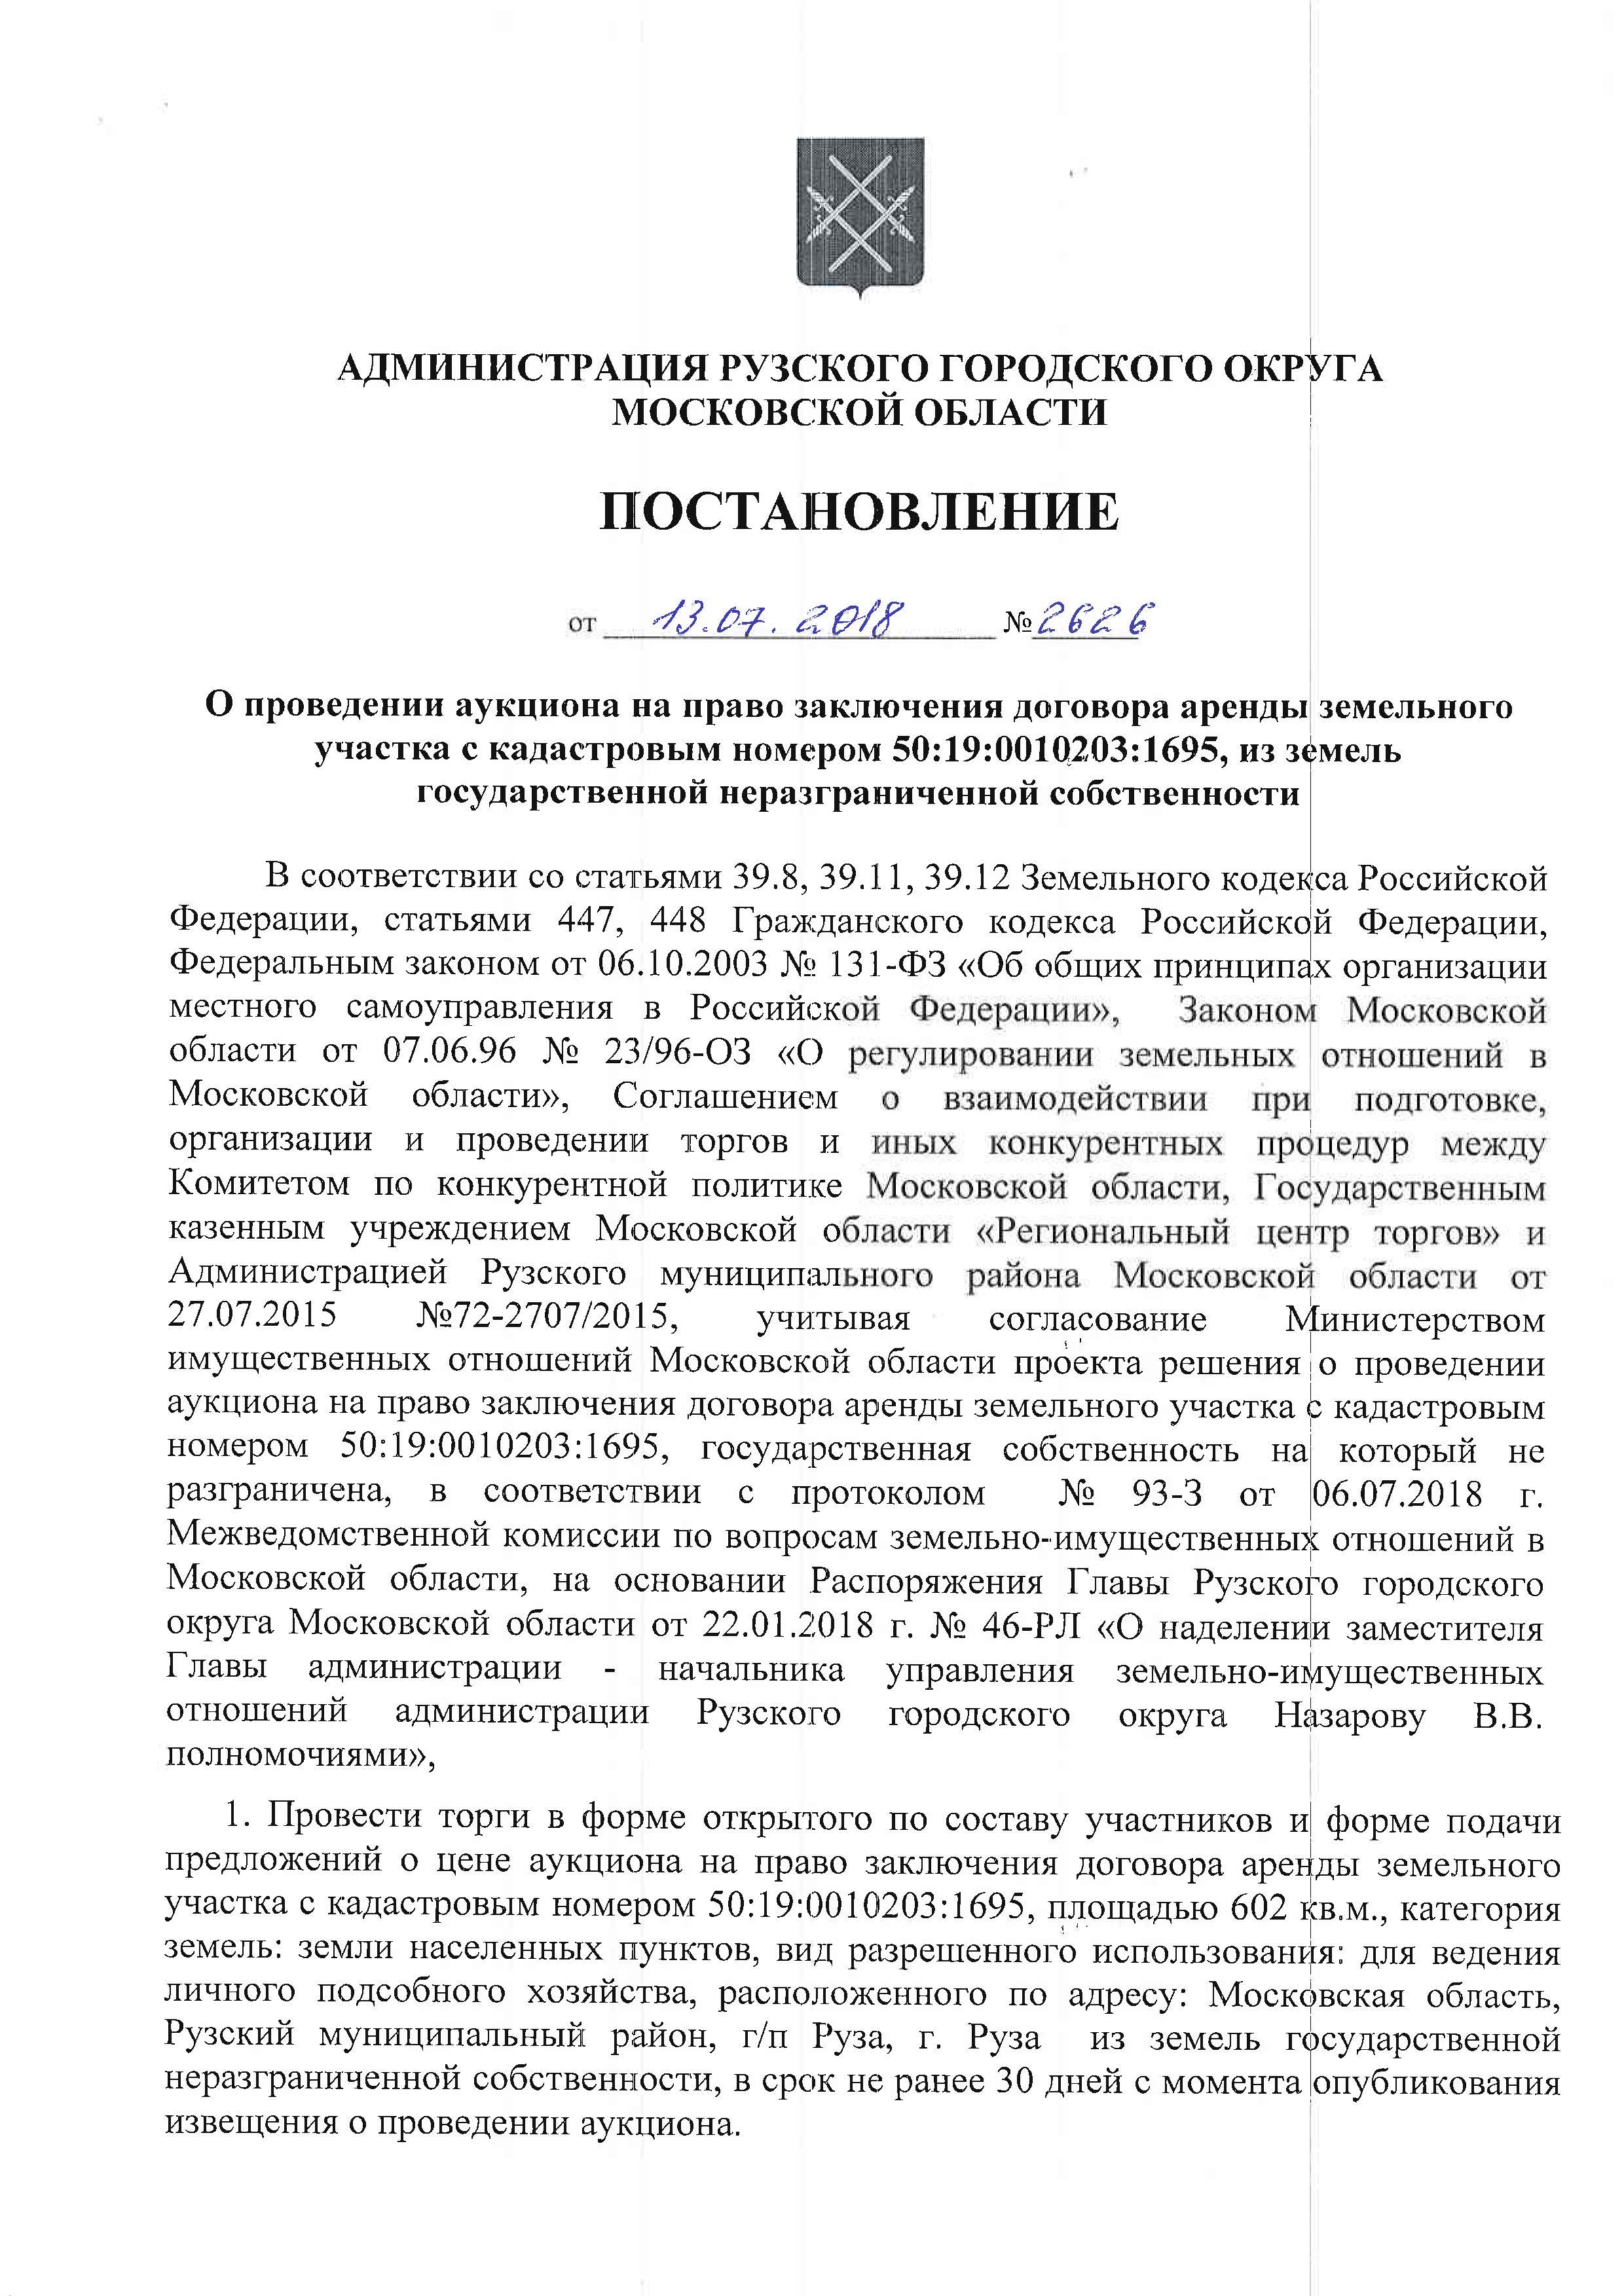 АДМИНИСТРАЦИЯ РУЗСКОГО ГОРОДСКОГО ОКРУГА
МОСКОВСКОЙ ОБЛАСТИ
ПОСТАНОВЛЕНИЕ
от 13.07.2018 № 2626
О проведении аукциона на право заключения договора аренды земельного
участка с кадастровым номером 50:19:0010203:1695, из земель
государственной неразграниченной собственности
В соответствии со статьями 39.8, 39.11, 39.12 Земельного кодекса Российской
Федерации, статьями 447, 448 Гражданского кодекса Российской Федерации,
Федеральным законом от 06.10.2003 № 131-ФЗ «Об общих принципах организации
местного самоуправления в Российской Федерации», Законом Московской
области от 07.06.96 № 23/96-ОЗ «О регулировании земельных отношений в
Московской области», Соглашением о взаимодействии при подготовке,
организации и проведении торгов и иных конкурентных процедур между
Комитетом по конкурентной политике Московской области, Государственным
казенным учреждением Московской области «Региональный центр торгов» и
Администрацией Рузского муниципального района Московской области от
27.07.2015 №72-2707/2015, учитывая согласование Министерством
имущественных отношений Московской области проекта решения о проведении
аукциона на право заключения договора аренды земельного участка с кадастровым
номером 50:19:0010203:1695, государственная собственность на который не
разграничена, в соответствии с протоколом № 93-З от 06.07.2018 г.
Межведомственной комиссии по вопросам земельно-имущественных отношений в
Московской области, на основании Распоряжения Главы Рузского городского
округа Московской области от 22.01.2018 г. № 46-РЛ «О наделении заместителя
Главы администрации - начальника управления земельно-имущественных
отношений администрации Рузского городского округа Назарову В.В.
полномочиями»,
1. Провести торги в форме открытого по составу участников и форме подачи
предложений о цене аукциона на право заключения договора аренды земельного
участка с кадастровым номером 50:19:0010203:1695, площадью 602 кв.м., категория
земель: земли населенных пунктов, вид разрешенного использования: для ведения
личного подсобного хозяйства, расположенного по адресу: Московская область,
Рузский муниципальный район, г/п Руза, г. Руза из земель государственной
неразграниченной собственности, в срок не ранее 30 дней с момента опубликования
извещения о проведении аукциона.